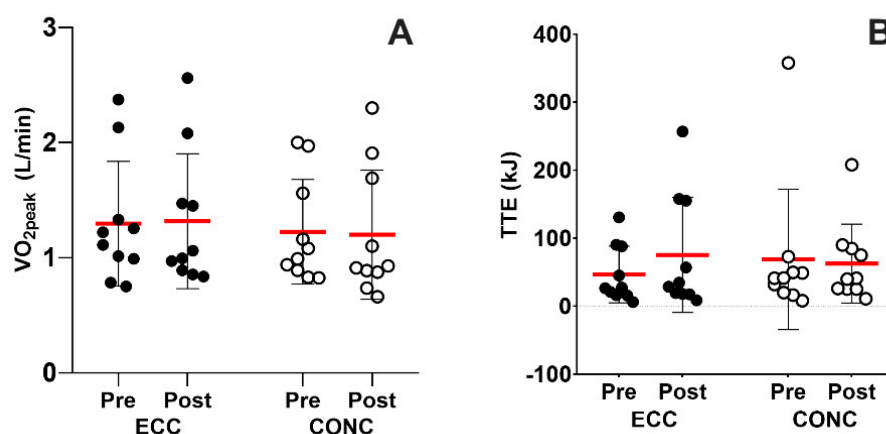 A
VO2peak (L/min)
3
2
1
0
Pre Post Pre Post
ECC CONC
B
TTE (kJ)
400
300
200
100
0
-100
Pre Post Pre Post
ECC CONC